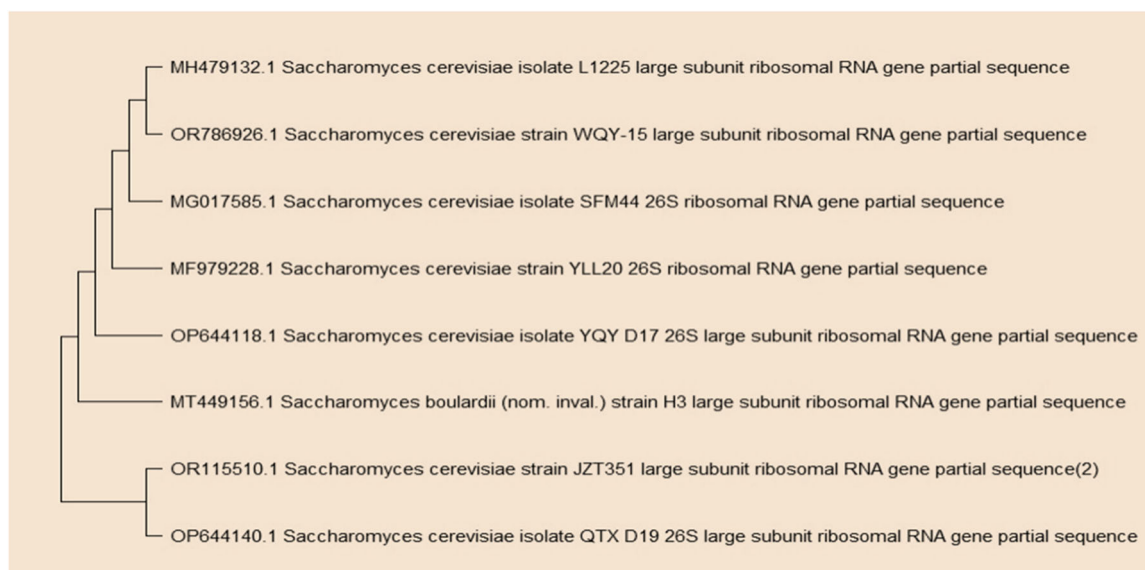 MH479132.1 Saccharomyces cerevisiae isolate L1225 large subunit ribosomal RNA gene partial sequence
OR786926.1 Saccharomyces cerevisiae strain WQY-15 large subunit ribosomal RNA gene partial sequence
MG017585.1 Saccharomyces cerevisiae isolate SFM44 26S ribosomal RNA gene partial sequence
MF979228.1 Saccharomyces cerevisiae strain YLL20 26S ribosomal RNA gene partial sequence
OP644118.1 Saccharomyces cerevisiae isolate YQY D17 26S large subunit ribosomal RNA gene partial sequence
MT449156.1 Saccharomyces boulardii (nom. inval.) strain H3 large subunit ribosomal RNA gene partial sequence
OR115510.1 Saccharomyces cerevisiae strain JZT351 large subunit ribosomal RNA gene partial sequence(2)
OP644140.1 Saccharomyces cerevisiae isolate QTX D19 26S large subunit ribosomal RNA gene partial sequence